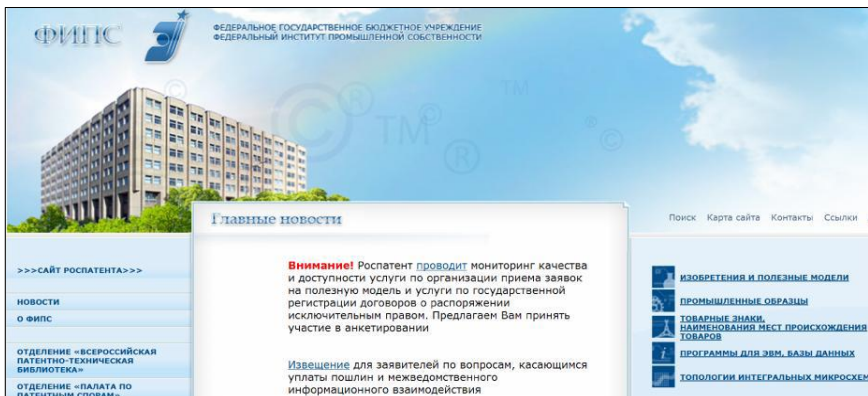 ФИПС
ФЕДЕРАЛЬНОЕ ГОСУДАРСТВЕННОЕ БЮДЖЕТНОЕ УЧРЕЖДЕНИЕ
ФЕДЕРАЛЬНЫЙ ИНСТИТУТ ПРОМЫШЛЕННОЙ СОБСТВЕННОСТИ
© ® TM © TM © ® ® ©
Главные новости
Поиск Карта сайта Контакты Ссылки
>>>САЙТ РОСПАТЕНТА>>>
НОВОСТИ
О ФИПС
ОТДЕЛЕНИЕ «ВСЕРОССИЙСКАЯ
ПАТЕНТНО-ТЕХНИЧЕСКАЯ
БИБЛИОТЕКА»
ОТДЕЛЕНИЕ «ПАЛАТА ПО
ПАТЕНТНЫМ СПОРАМ»
Внимание! Роспатент проводит мониторинг качества
и доступности услуги по организации приема заявок
на полезную модель и услуги по государственной
регистрации договоров о распоряжении
исключительным правом. Предлагаем Вам принять
участие в анкетировании
Извещение для заявителей по вопросам, касающимся
уплаты пошлин и межведомственного
информационного взаимодействия
ИЗОБРЕТЕНИЯ И ПОЛЕЗНЫЕ МОДЕЛИ
ПРОМЫШЛЕННЫЕ ОБРАЗЦЫ
ТОВАРНЫЕ ЗНАКИ,
НАИМЕНОВАНИЯ МЕСТ ПРОИСХОЖДЕНИЯ
ТОВАРОВ
ПРОГРАММЫ ДЛЯ ЭВМ, БАЗЫ ДАННЫХ
ТОПОЛОГИИ ИНТЕГРАЛЬНЫХ МИКРОСХЕМ